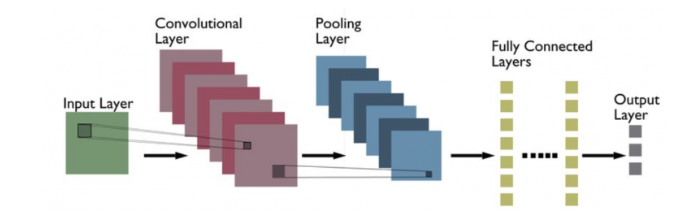 Convolutional
Layer
Pooling
Layer
Fully Connected
Layers
Input Layer
Output
Layer